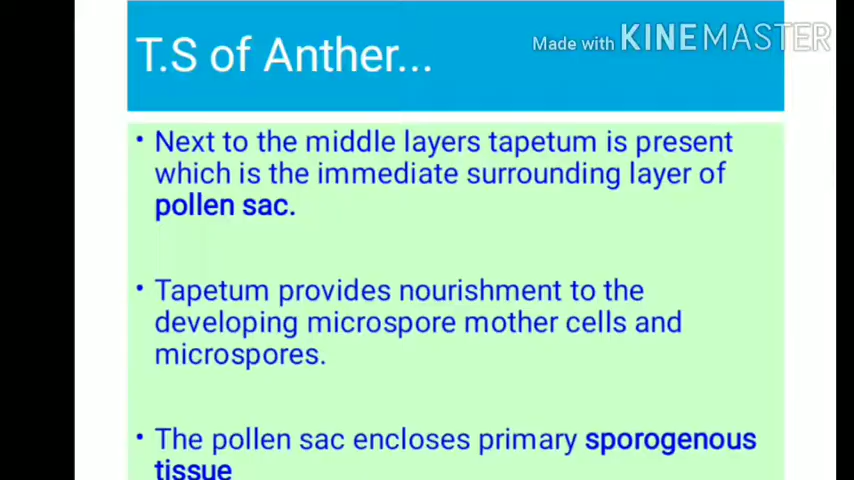 T.S of Anther...
Made with KINEMASTER
• Next to the middle layers tapetum is present
which is the immediate surrounding layer of
pollen sac.
• Tapetum provides nourishment to the
developing microspore mother cells and
microspores.
• The pollen sac encloses primary sporogenous
tissue